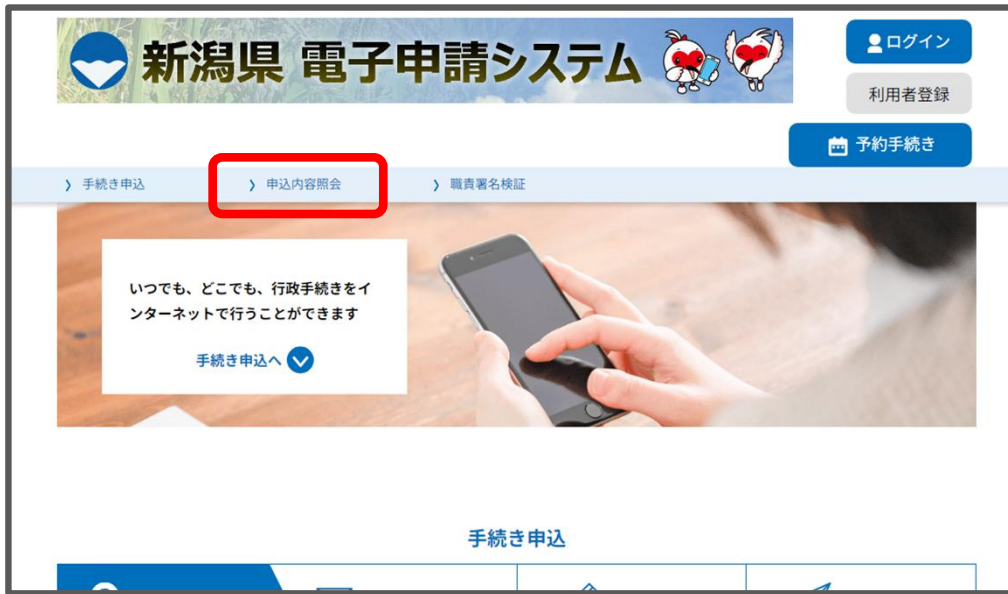 新潟県 電子申請システム
ログイン
利用者登録
予約手続き
手続き申込
申込内容照会
職責署名検証
いつでも、どこでも、行政手続きをイ
ンターネットで行うことができます
手続き申込へ
手続き申込